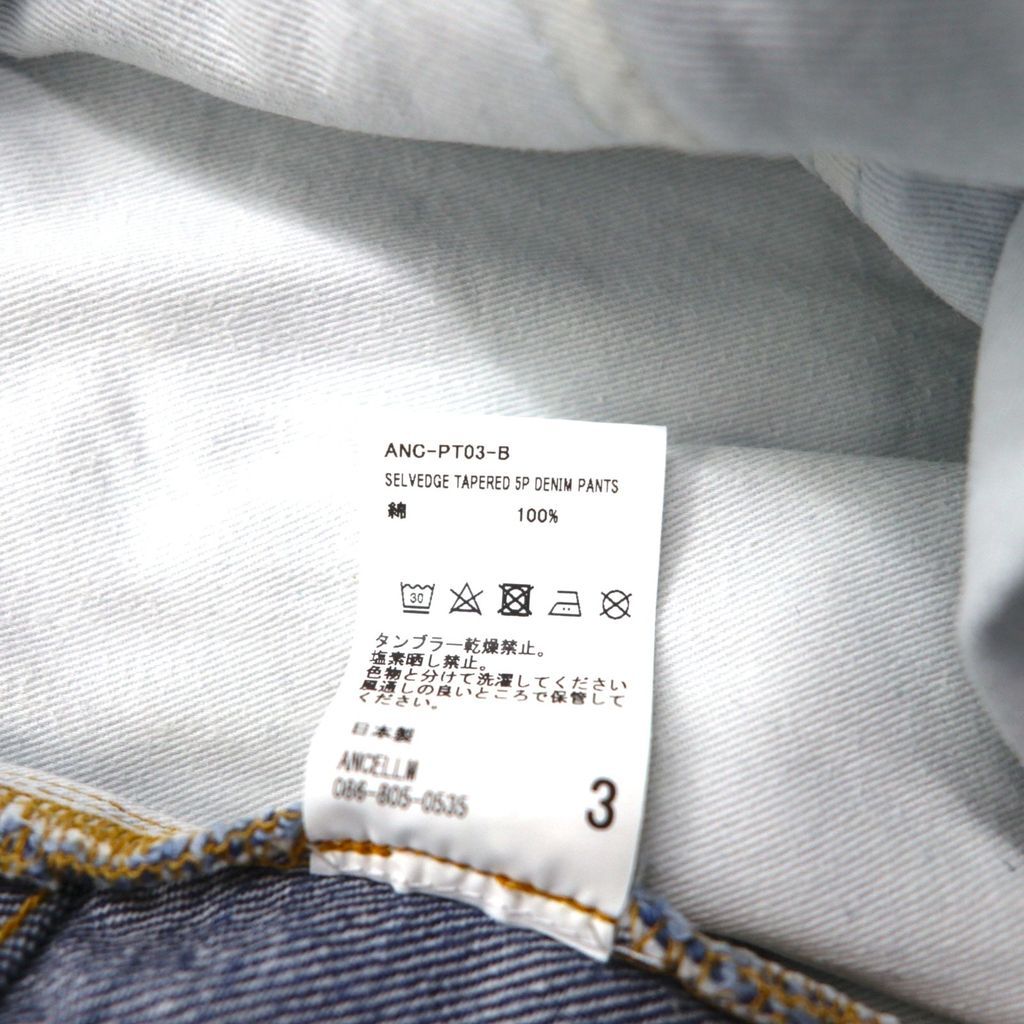 ANC-PT03-B
SELVEDGE TAPERED 5P DENIM PANTS
綿 100%
30
タンブラー乾燥禁止。
塩素晒し禁止。
色物と分けて洗濯してください
風通しの良いところで保管して
ください。
日本製
ANCELLM
086-805-0535
3